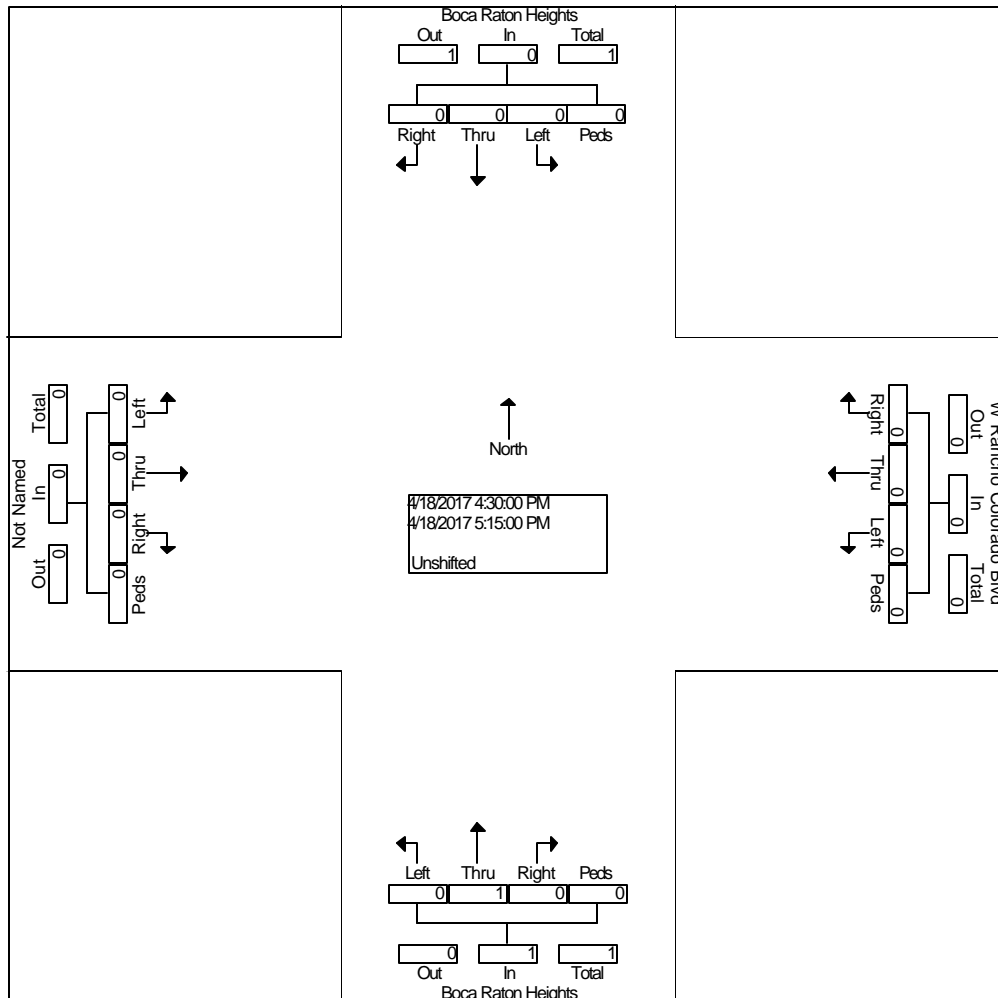 Boca Raton Heights
Out In Total
1 0 1
0 0 0 0
Right Thru Left Peds
Not Named
Total In Out
0 0 0
0 0 0 0
Left Thru Right Peds
North
4/18/2017 4:30:00 PM
4/18/2017 5:15:00 PM
Unshifted
Right Thru Left Peds
0 0 0 0
0 0 0
Out In Total
W Rancho Colorado Blvd
Left Thru Right Peds
0 1 0 0
0 1 1
Out In Total
Boca Raton Heights